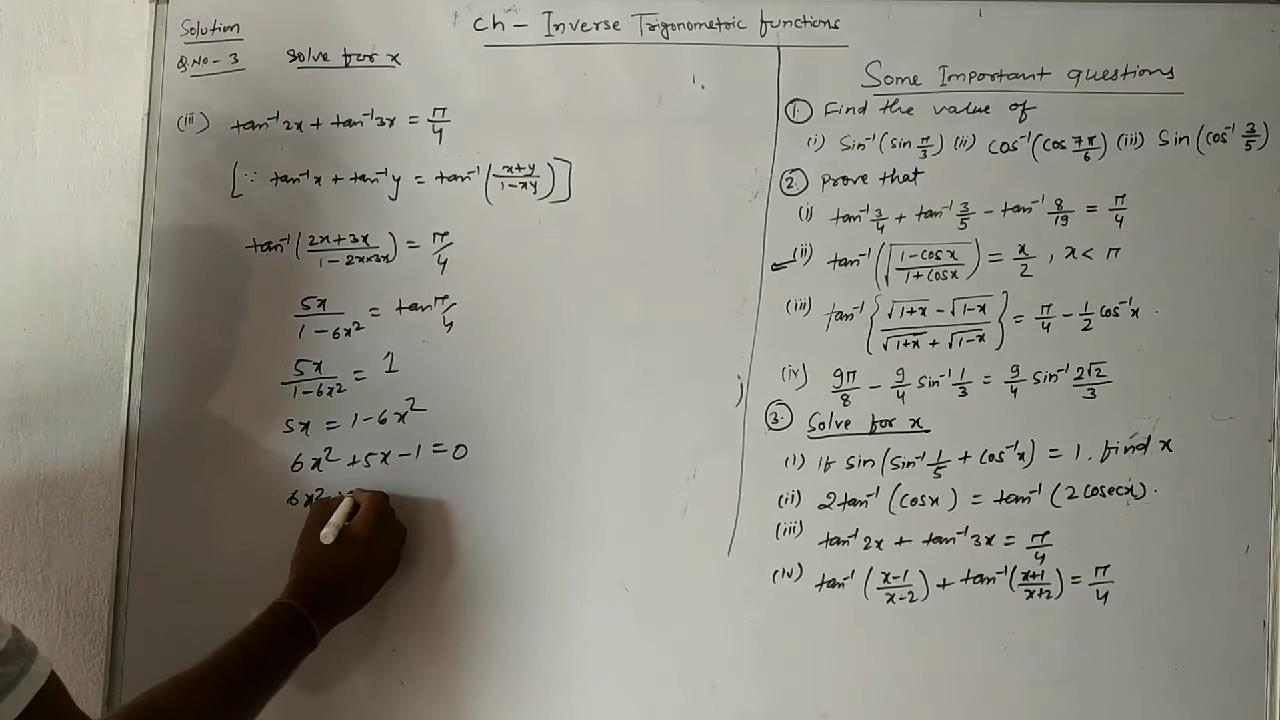 Ch - Inverse Trigonometric functions
Solution
Q.No - 3 Solve for x
(iii) tan⁻¹2x + tan⁻¹3x = π/4
[∵ tan⁻¹x + tan⁻¹y = tan⁻¹(x+y/1-xy)]
tan⁻¹(2x+3x/1-2x×3x) = π/4
5x/1-6x² = tan π/4
5x/1-6x² = 1
5x = 1-6x²
6x² + 5x - 1 = 0
6x²
Some Important questions
① Find the value of
(i) Sin⁻¹(sin π/3) (ii) cos⁻¹(cos 7π/6) (iii) Sin(cos⁻¹ 3/5)
② Prove that
(i) tan⁻¹ 3/4 + tan⁻¹ 3/5 - tan⁻¹ 8/19 = π/4
(ii) tan⁻¹(√(1-cosx/1+cosx)) = x/2, x < π
(iii) tan⁻¹{√1+x - √1-x/√1+x + √1-x} = π/4 - 1/2 cos⁻¹x.
(iv) 9π/8 - 9/4 sin⁻¹ 1/3 = 9/4 sin⁻¹ 2√2/3
③ Solve for x
(i) If sin(sin⁻¹ 1/5 + cos⁻¹x) = 1. find x
(ii) 2tan⁻¹(cosx) = tan⁻¹(2cosecx).
(iii) tan⁻¹2x + tan⁻¹3x = π/4
(iv) tan⁻¹(x-1/x-2) + tan⁻¹(x+1/x+2) = π/4